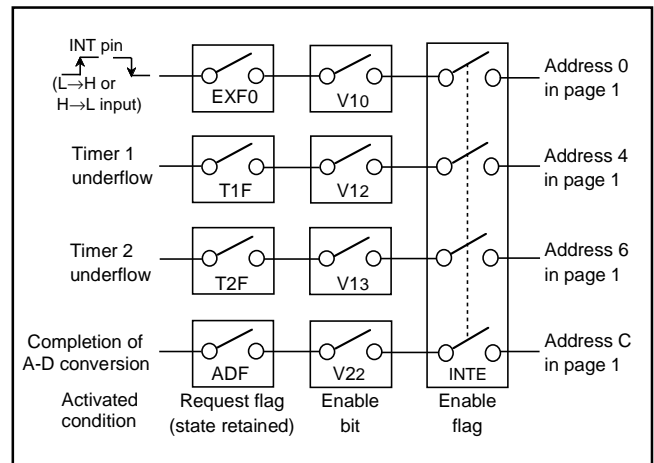 INT pin
(L→H or
H→L input)
EXF0
V10
Address 0
in page 1
Timer 1
underflow
T1F
V12
Address 4
in page 1
Timer 2
underflow
T2F
V13
Address 6
in page 1
Completion of
A-D conversion
ADF
V22
INTE
Address C
in page 1
Activated
condition
Request flag
(state retained)
Enable
bit
Enable
flag